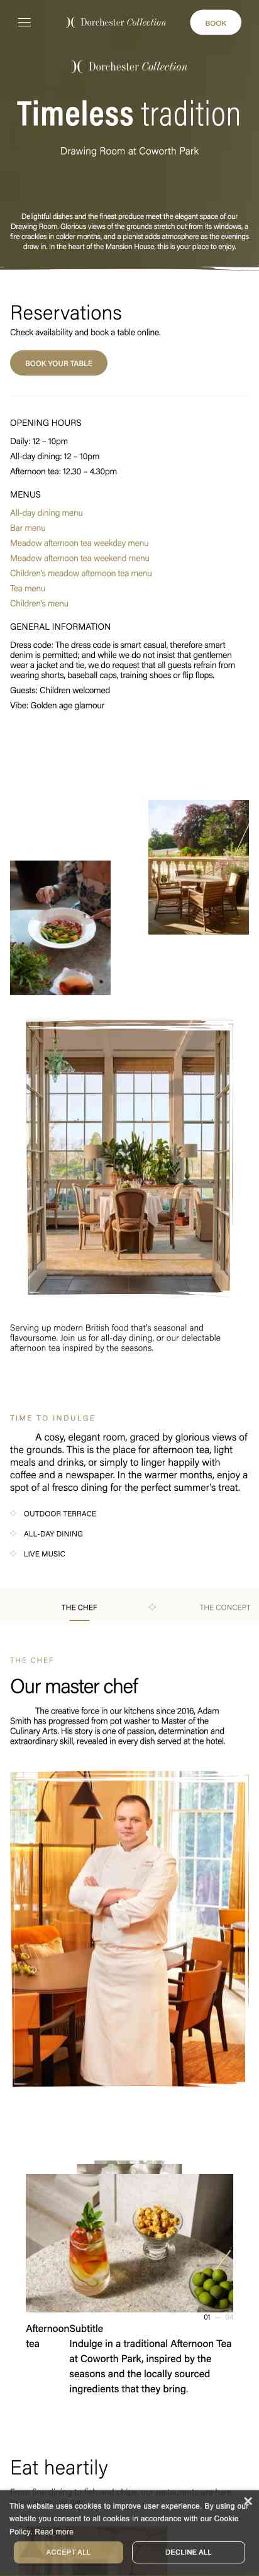 Dorchester Collection
BOOK
Dorchester Collection
Timeless tradition
Drawing Room at Coworth Park
Delightful dishes and the finest produce meet the elegant space of our
Drawing Room. Glorious views of the grounds stretch out from its windows, a
fire crackles in colder months, and a pianist adds atmosphere as the evenings
draw in. In the heart of the Mansion House, this is your place to enjoy.
Reservations
Check availability and book a table online.
BOOK YOUR TABLE
OPENING HOURS
Daily: 12 – 10pm
All-day dining: 12 – 10pm
Afternoon tea: 12.30 – 4.30pm
MENUS
All-day dining menu
Bar menu
Meadow afternoon tea weekday menu
Meadow afternoon tea weekend menu
Children's meadow afternoon tea menu
Tea menu
Children's menu
GENERAL INFORMATION
Dress code: The dress code is smart casual, therefore smart
denim is permitted; and while we do not insist that gentlemen
wear a jacket and tie, we do request that all guests refrain from
wearing shorts, baseball caps, training shoes or flip flops.
Guests: Children welcomed
Vibe: Golden age glamour
Serving up modern British food that's seasonal and
flavoursome. Join us for all-day dining, or our delectable
afternoon tea inspired by the seasons.
TIME TO INDULGE
A cosy, elegant room, graced by glorious views of
the grounds. This is the place for afternoon tea, light
meals and drinks, or simply to linger happily with
coffee and a newspaper. In the warmer months, enjoy a
spot of al fresco dining for the perfect summer's treat.
OUTDOOR TERRACE
ALL-DAY DINING
LIVE MUSIC
THE CHEF
THE CONCEPT
THE CHEF
Our master chef
The creative force in our kitchens since 2016, Adam
Smith has progressed from pot washer to Master of the
Culinary Arts. His story is one of passion, determination and
extraordinary skill, revealed in every dish served at the hotel.
01 — 04
Afternoon tea
Subtitle
Indulge in a traditional Afternoon Tea
at Coworth Park, inspired by the
seasons and the locally sourced
ingredients that they bring.
Eat heartily
This website uses cookies to improve user experience. By using our
website you consent to all cookies in accordance with our Cookie
Policy. Read more
ACCEPT ALL
DECLINE ALL